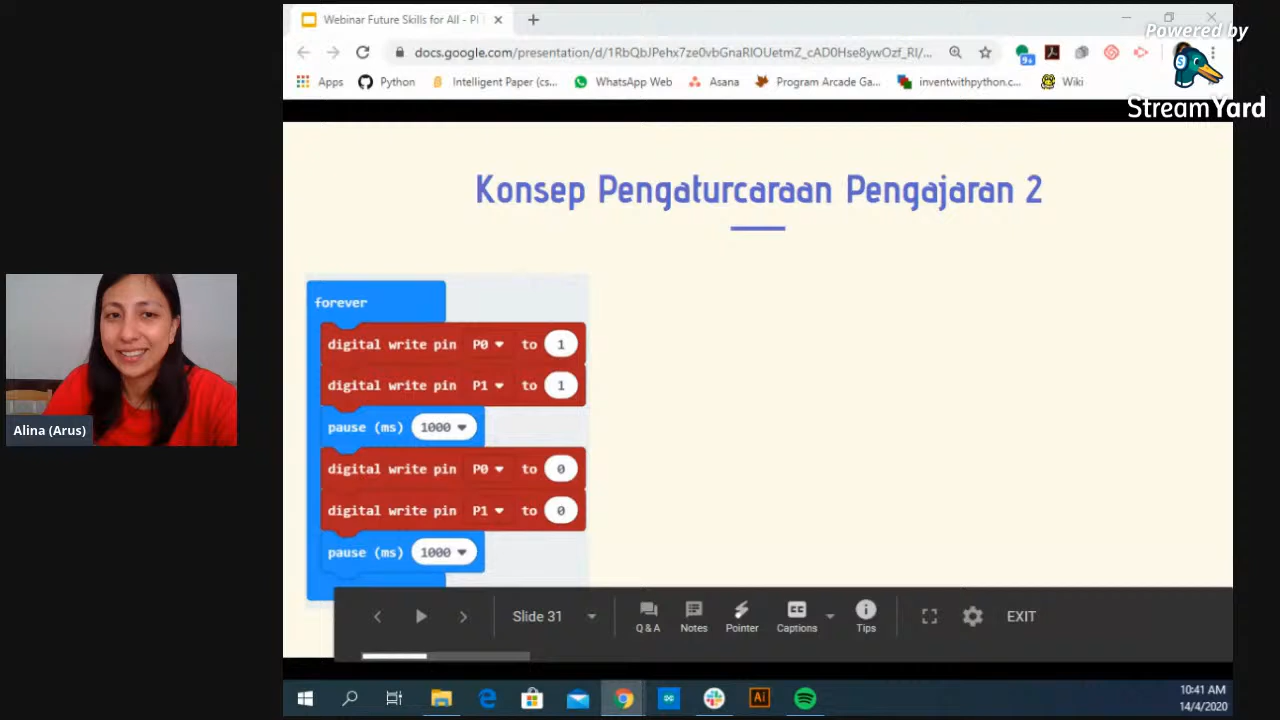 Webinar Future Skills for All - Pl
Powered by
StreamYard
docs.google.com/presentation/d/1RbQbJPehx7ze0vbGnaRIOUetmZ_cAD0Hse8ywOzf_RI/...
9+
Apps
Python
Intelligent Paper (cs...
WhatsApp Web
Asana
Program Arcade Ga...
inventwithpython.c...
Wiki
Konsep Pengaturcaraan Pengajaran 2
forever
digital write pin P0 to 1
digital write pin P1 to 1
pause (ms) 1000
digital write pin P0 to 0
digital write pin P1 to 0
pause (ms) 1000
Alina (Arus)
Slide 31
Q & A
Notes
Pointer
CC
Captions
Tips
EXIT
Ai
10:41 AM
14/4/2020